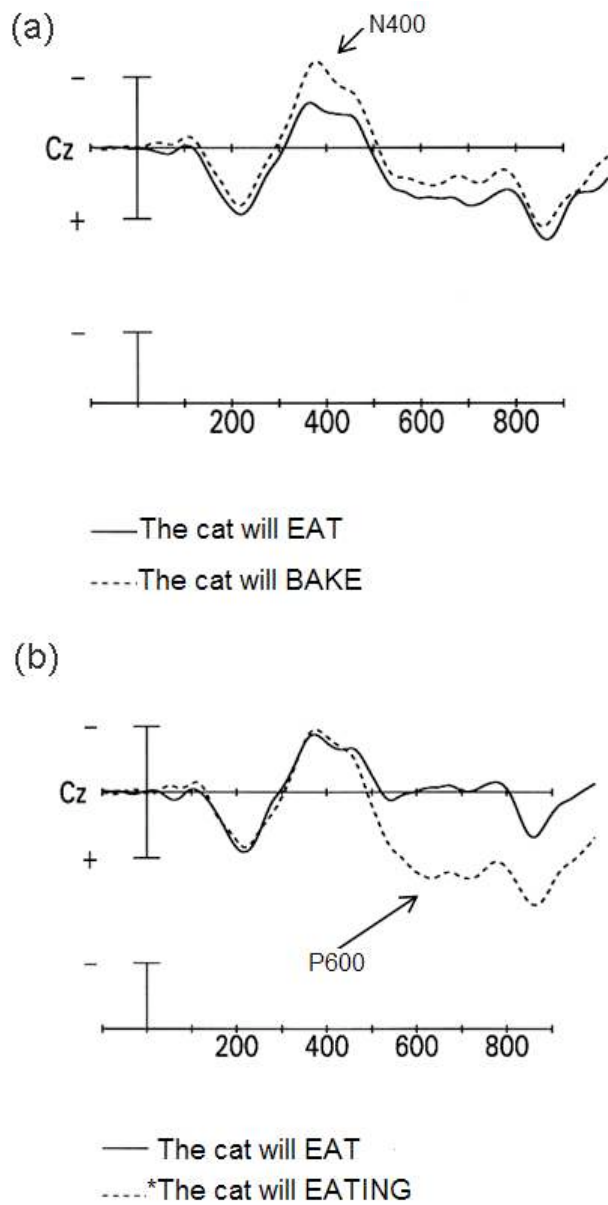 (a)
N400
−
Cz
+
−
200 400 600 800
The cat will EAT
The cat will BAKE
(b)
−
Cz
+
P600
−
200 400 600 800
The cat will EAT
*The cat will EATING